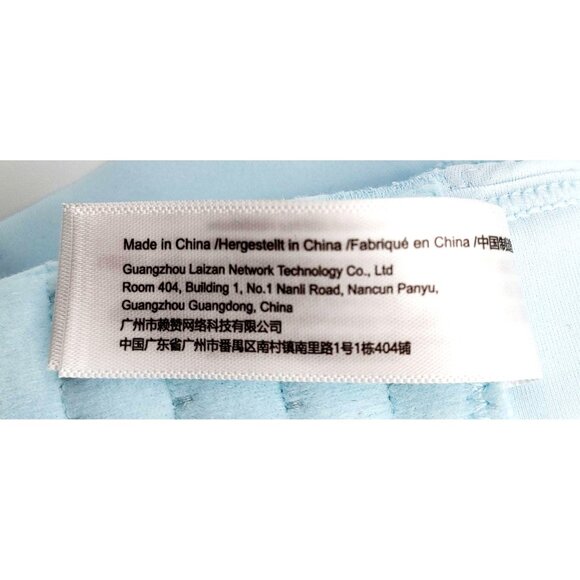 Made in China /Hergestellt in China /Fabriqué en China /中国制造
Guangzhou Laizan Network Technology Co., Ltd
Room 404, Building 1, No.1 Nanli Road, Nancun Panyu,
Guangzhou Guangdong, China
广州市赖赞网络科技有限公司
中国广东省广州市番禺区南村镇南里路1号1栋404铺